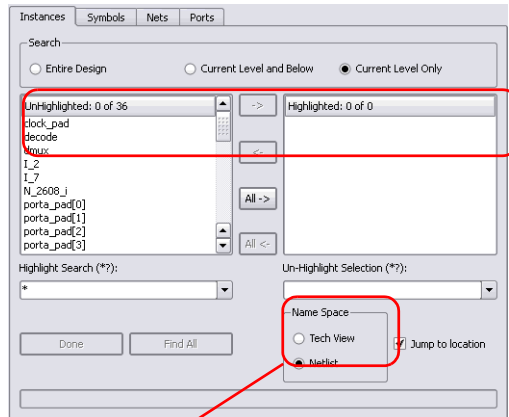 Instances Symbols Nets Ports
Search
Entire Design Current Level and Below Current Level Only
UnHighlighted: 0 of 36 -> Highlighted: 0 of 0
clock_pad
decode
dmux <-
I_2
I_7
N_2608_i All ->
porta_pad[0]
porta_pad[1]
porta_pad[2]
porta_pad[3] All <-
Highlight Search (*?): Un-Highlight Selection (*?):
*
Name Space
Done Find All Tech View Jump to location
Netlist